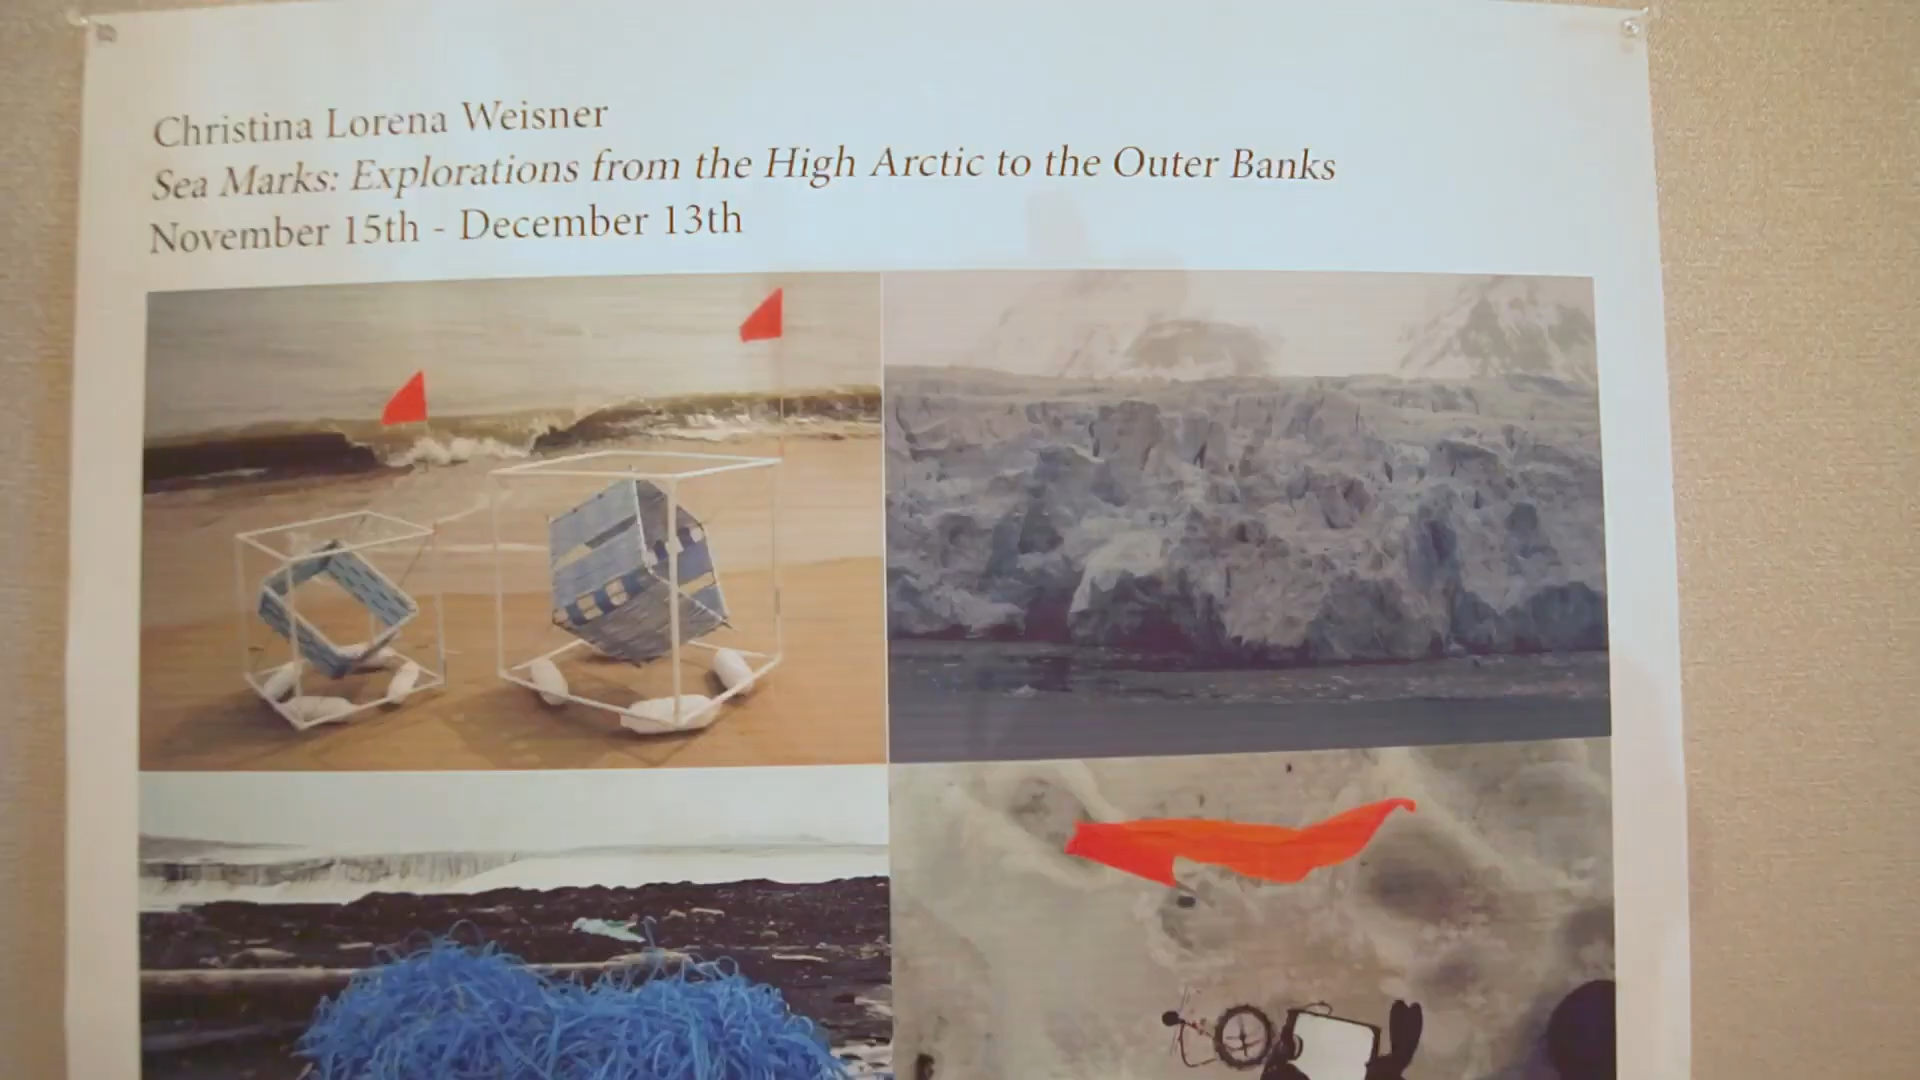 Christina Lorena Weisner
Sea Marks: Explorations from the High Arctic to the Outer Banks
November 15th - December 13th